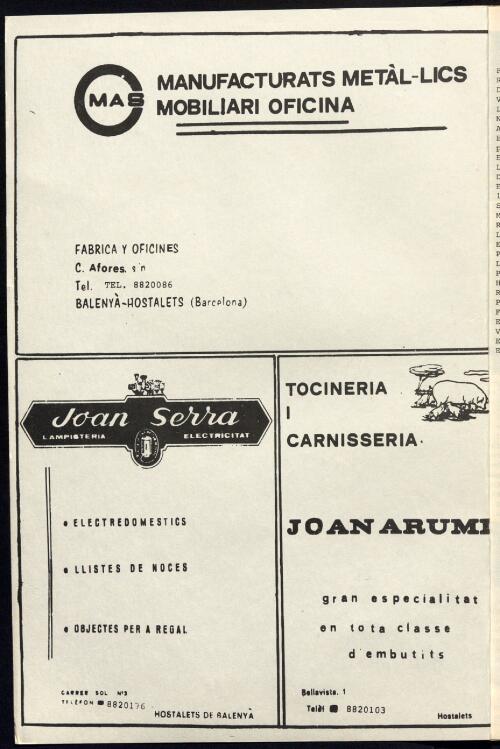 MAS
MANUFACTURATS METÀL-LICS
MOBILIARI OFICINA
FABRICA Y OFICINES
C. Afores. s/n
Tel. TEL. 8820086
BALENYÀ-HOSTALETS (Barcelona)
Joan Serra
LAMPISTERIA ELECTRICITAT
• ELECTREDOMESTICS
• LLISTES DE NOCES
• OBJECTES PER A REGAL
CARRER SOL Nº3
TELEFON ☎ 8820176
HOSTALETS DE BALENYÀ
TOCINERIA
I
CARNISSERIA.
JOAN ARUMI
gran especialitat
en tota classe
d'embutits
Bellavista. 1
Telèf ☎ 8820103
Hostalets